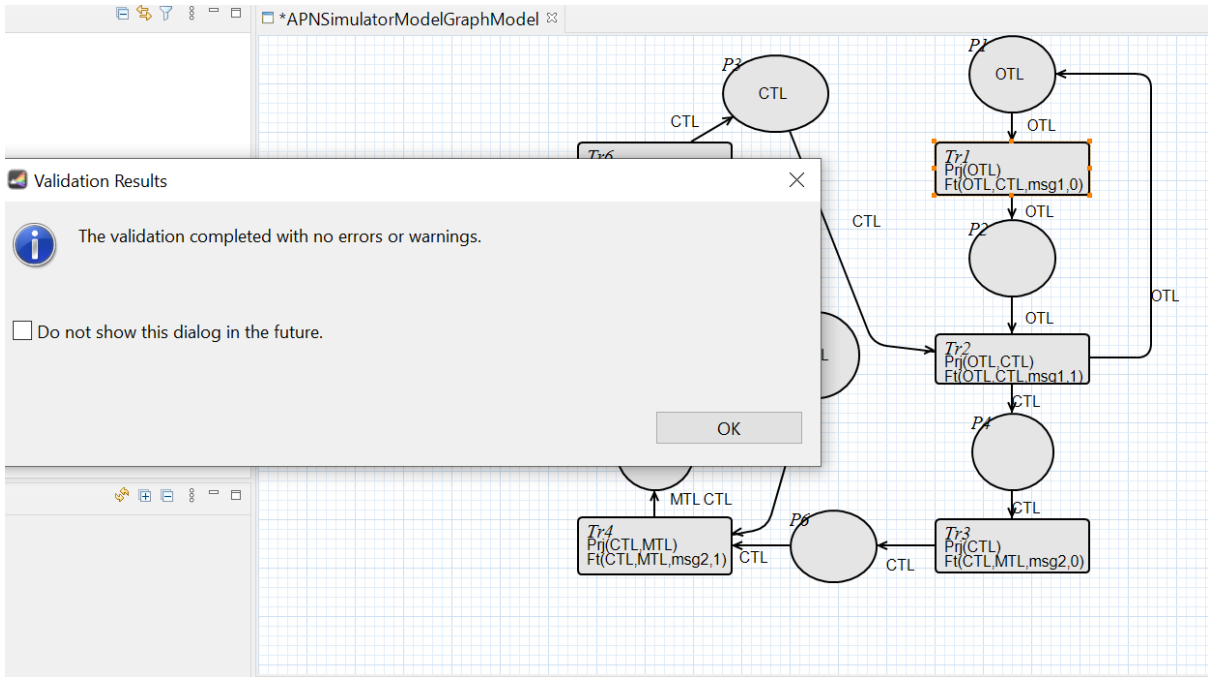 *APNSimulatorModelGraphModel
P3
CTL
CTL
Tr6
P1
OTL
OTL
Tr1
Prj(OTL)
Ft(OTL,CTL,msg1,0)
OTL
P2
CTL
OTL
OTL
Tr2
Prj(OTL,CTL)
Ft(OTL,CTL,msg1,1)
CTL
P4
CTL
Validation Results
The validation completed with no errors or warnings.
Do not show this dialog in the future.
OK
L
MTL CTL
Tr4
Prj(CTL,MTL)
Ft(CTL,MTL,msg2,1)
CTL
P6
CTL
Tr3
Prj(CTL)
Ft(CTL,MTL,msg2,0)